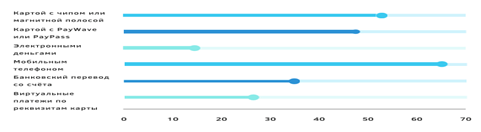 Картой с чипом или
магнитной полосой
Картой с PayWave
или PayPass
Электронными
деньгами
Мобильным
телефоном
Банковский перевод
со счёта
Виртуальные
платежи по
реквизитам карты
0 10 20 30 40 50 60 70